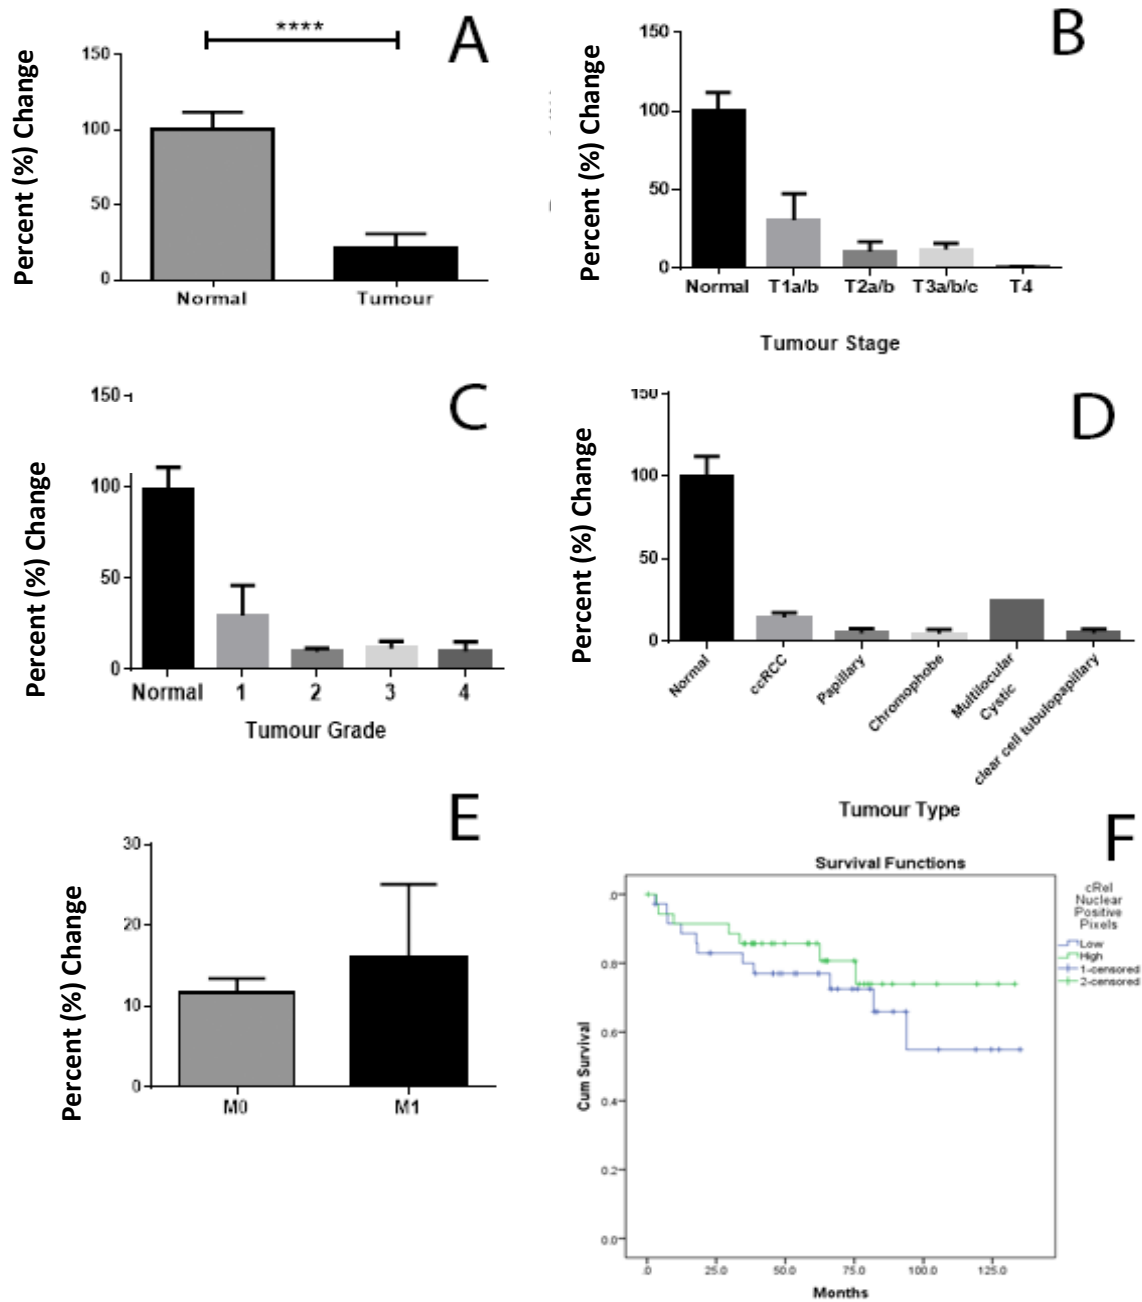 A
****
Percent (%) Change
150
100
50
0
Normal
Tumour
B
Percent (%) Change
150
100
50
0
Normal
T1a/b
T2a/b
T3a/b/c
T4
Tumour Stage
C
Percent (%) Change
150
100
50
0
Normal
1
2
3
4
Tumour Grade
D
Percent (%) Change
150
100
50
0
Normal
ccRCC
Papillary
Chromophobe
Multilocular
Cystic
clear cell tubulopapillary
Tumour Type
E
Percent (%) Change
30
20
10
0
M0
M1
F
Survival Functions
cRel
Nuclear
Positive
Pixels
Low
High
1-censored
2-censored
Cum Survival
.0
0.8
0.6
0.4
0.2
0.0
.0
25.0
50.0
75.0
100.0
125.0
Months